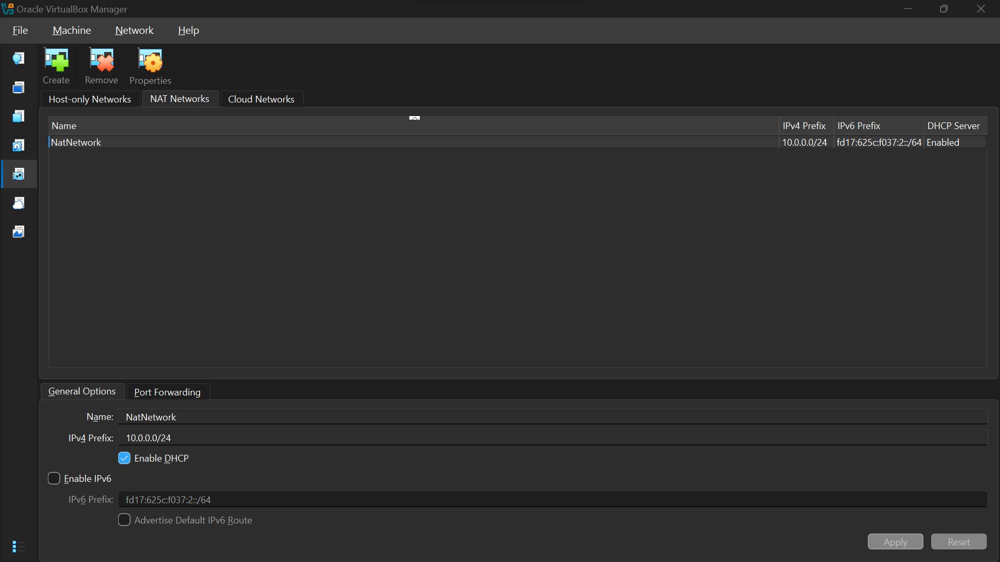 Oracle VirtualBox Manager
File Machine Network Help
Create Remove Properties
Host-only Networks NAT Networks Cloud Networks
Name IPv4 Prefix IPv6 Prefix DHCP Server
NatNetwork 10.0.0.0/24 fd17:625c:f037:2::/64 Enabled
General Options Port Forwarding
Name: NatNetwork
IPv4 Prefix: 10.0.0.0/24
Enable DHCP
Enable IPv6
IPv6 Prefix: fd17:625c:f037:2::/64
Advertise Default IPv6 Route
Apply Reset